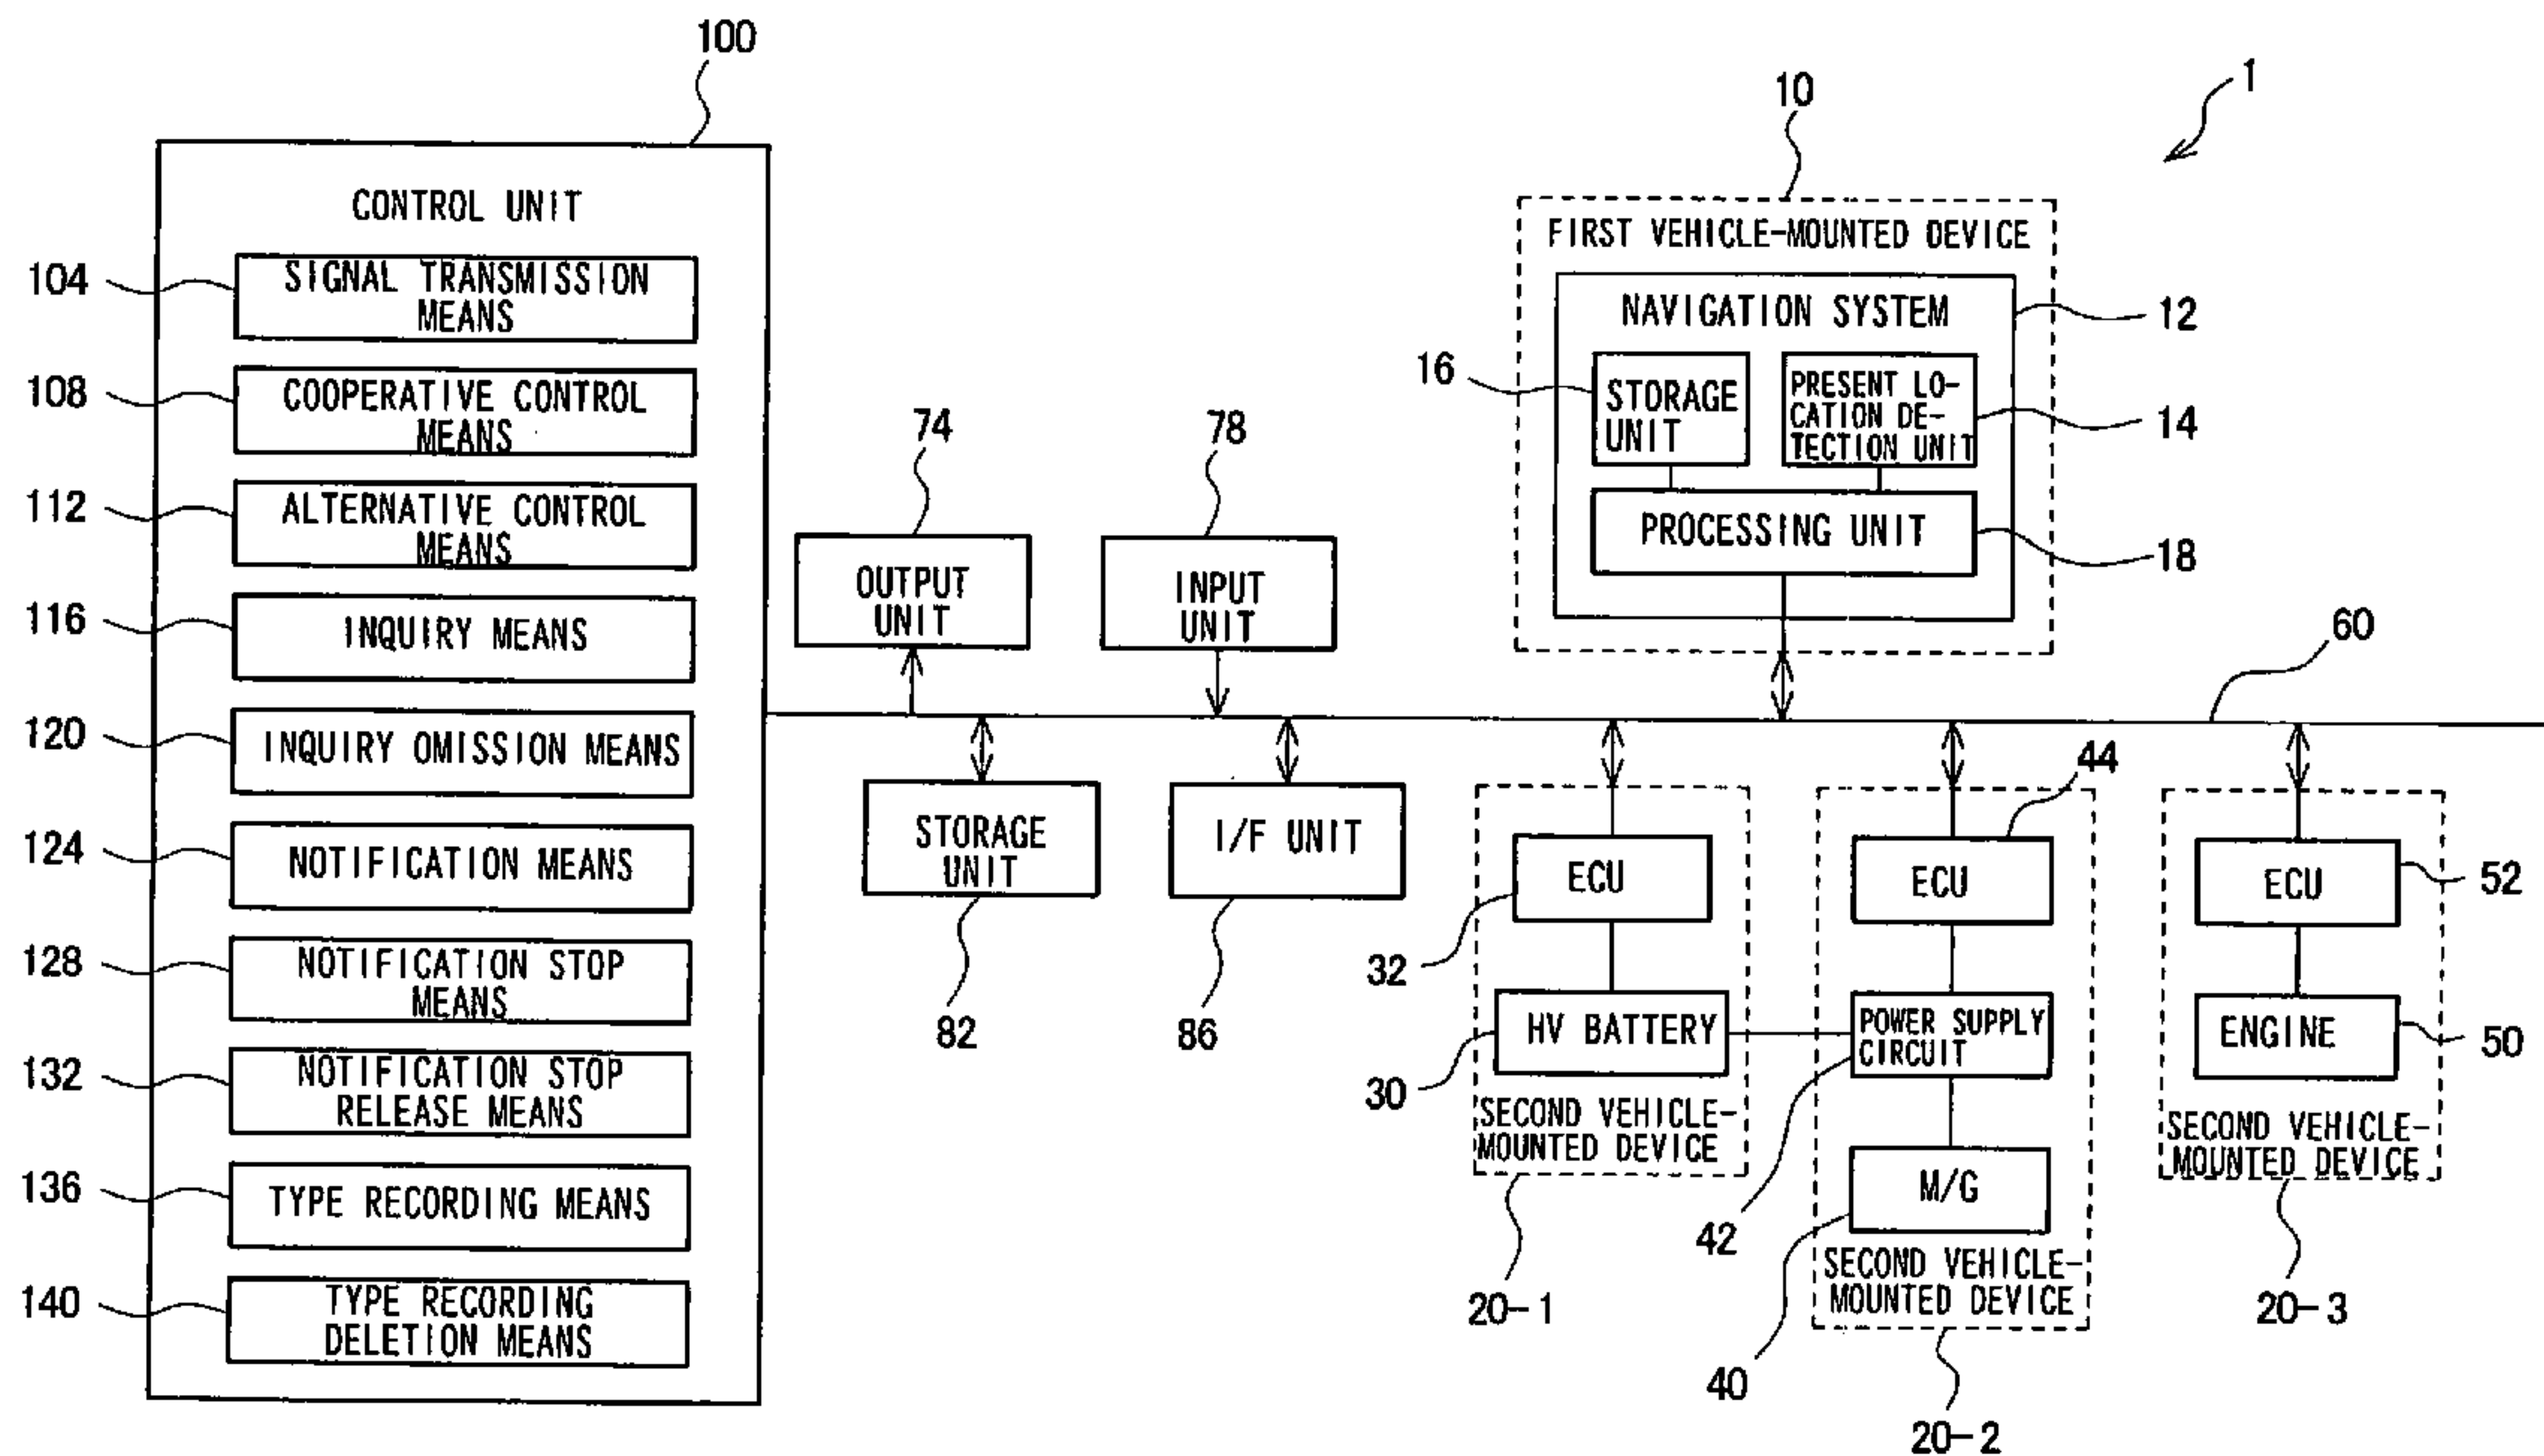 100
CONTROL UNIT
104
SIGNAL TRANSMISSION
MEANS
108
COOPERATIVE CONTROL
MEANS
112
ALTERNATIVE CONTROL
MEANS
116
INQUIRY MEANS
120
INQUIRY OMISSION MEANS
124
NOTIFICATION MEANS
128
NOTIFICATION STOP
MEANS
132
NOTIFICATION STOP
RELEASE MEANS
136
TYPE RECORDING MEANS
140
TYPE RECORDING
DELETION MEANS
74
OUTPUT
UNIT
78
INPUT
UNIT
STORAGE
UNIT
82
I/F UNIT
86
1
10
FIRST VEHICLE-MOUNTED DEVICE
NAVIGATION SYSTEM
12
16
STORAGE
UNIT
PRESENT LO-
CATION DE-
TECTION UNIT
14
PROCESSING UNIT
18
60
ECU
32
HV BATTERY
30
SECOND VEHICLE-
MOUNTED DEVICE
20-1
44
ECU
POWER SUPPLY
CIRCUIT
42
M/G
40
SECOND VEHICLE-
MOUNTED DEVICE
20-2
ECU
52
ENGINE
50
SECOND VEHICLE-
MOUNTED DEVICE
20-3